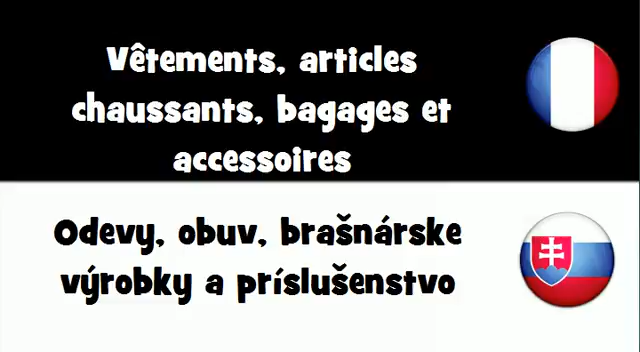 Vêtements, articles
chaussants, bagages et
accessoires
Odevy, obuv, brašnárske
výrobky a príslušenstvo